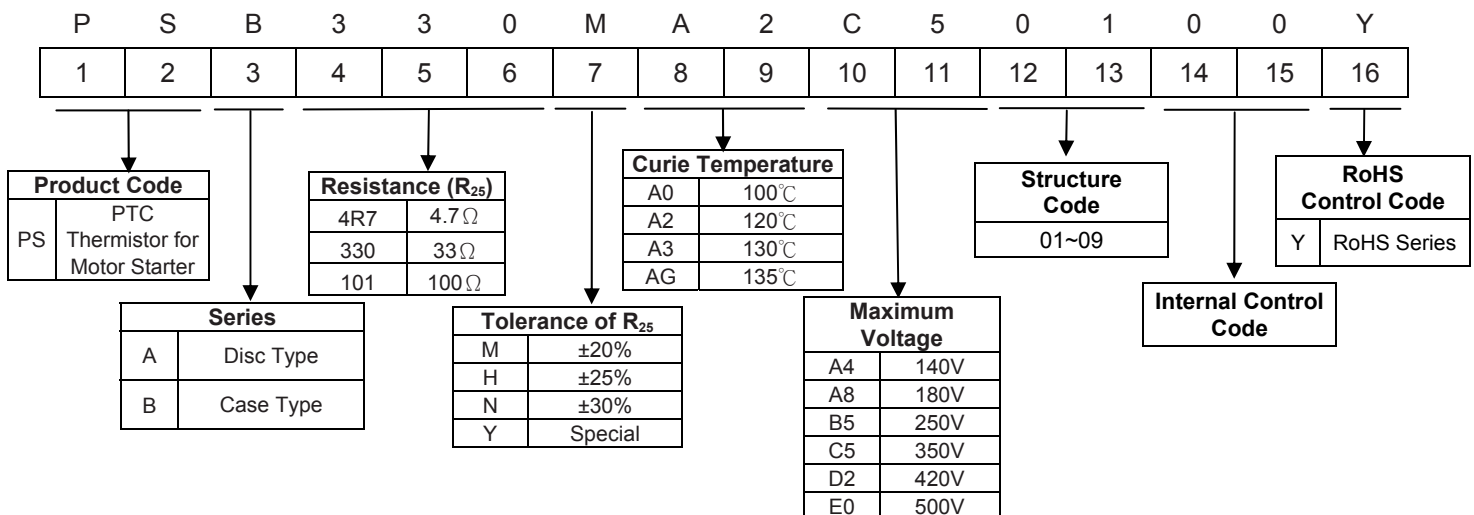 P S B 3 3 0 M A 2 C 5 0 1 0 0 Y
1 2 3 4 5 6 7 8 9 10 11 12 13 14 15 16
Product Code
PS PTC
Thermistor for
Motor Starter
Series
A Disc Type
B Case Type
Resistance (R25)
4R7 4.7Ω
330 33Ω
101 100Ω
Tolerance of R25
M ±20%
H ±25%
N ±30%
Y Special
Curie Temperature
A0 100℃
A2 120℃
A3 130℃
AG 135℃
Maximum
Voltage
A4 140V
A8 180V
B5 250V
C5 350V
D2 420V
E0 500V
Structure
Code
01~09
Internal Control
Code
RoHS
Control Code
Y RoHS Series